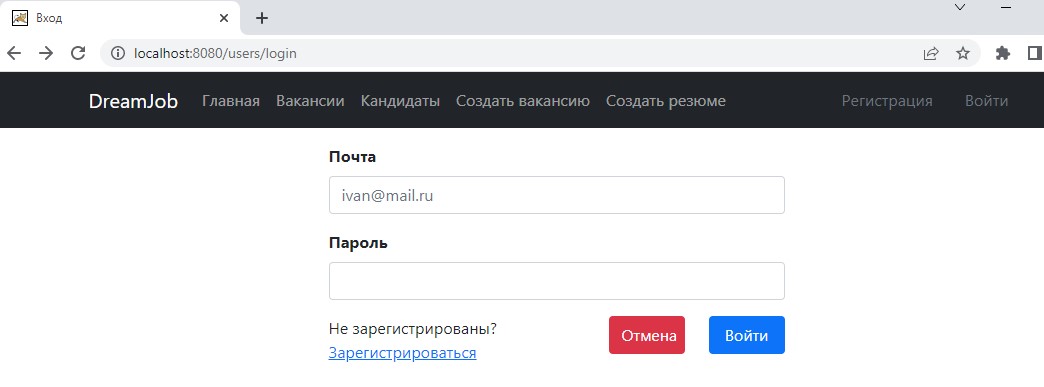 Вход
localhost:8080/users/login
DreamJob Главная Вакансии Кандидаты Создать вакансию Создать резюме Регистрация Войти
Почта
ivan@mail.ru
Пароль
Не зарегистрированы?
Зарегистрироваться
Отмена Войти